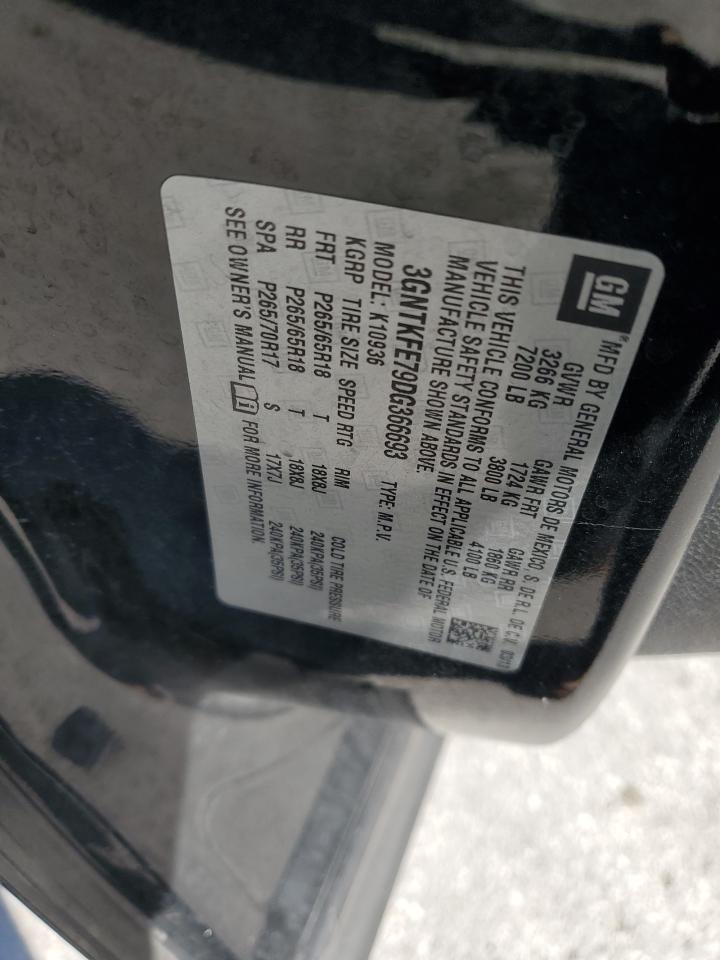 GM® MFD BY GENERAL MOTORS DE MEXICO, S. DE R.L. DE C.V. 03/13
GVWR GAWR FRT GAWR RR
3266 KG 1724 KG 1860 KG
7200 LB 3800 LB 4100 LB
THIS VEHICLE CONFORMS TO ALL APPLICABLE U.S. FEDERAL MOTOR
VEHICLE SAFETY STANDARDS IN EFFECT ON THE DATE OF
MANUFACTURE SHOWN ABOVE.
3GNTKFE79DG366693 TYPE: M.P.V.
MODEL: K10936
KGRP TIRE SIZE SPEED RTG RIM COLD TIRE PRESSURE
FRT P265/65R18 T 18X8J 240KPA(35PSI)
RR P265/65R18 T 18X8J 240KPA(35PSI)
SPA P265/70R17 S 17X7J 240KPA(35PSI)
SEE OWNER'S MANUAL FOR MORE INFORMATION.